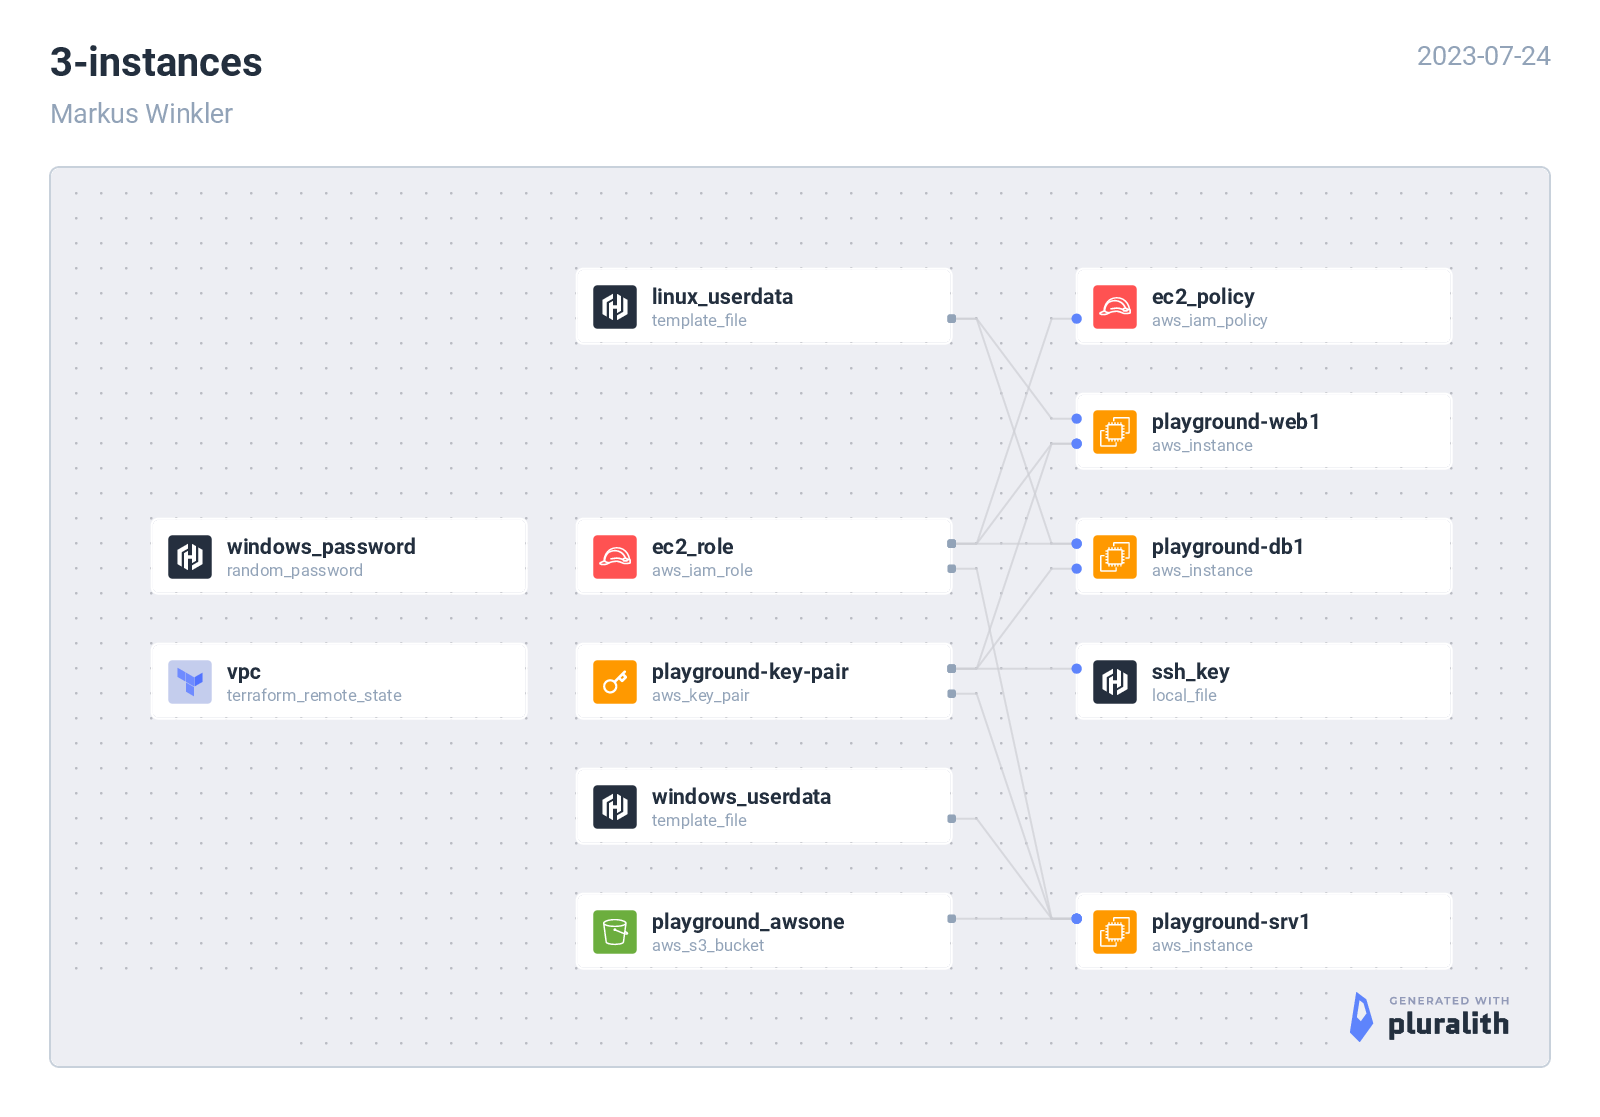 3-instances
2023-07-24
Markus Winkler
linux_userdata
template_file
ec2_policy
aws_iam_policy
playground-web1
aws_instance
windows_password
random_password
ec2_role
aws_iam_role
playground-db1
aws_instance
vpc
terraform_remote_state
playground-key-pair
aws_key_pair
ssh_key
local_file
windows_userdata
template_file
playground_awsone
aws_s3_bucket
playground-srv1
aws_instance
GENERATED WITH
pluralith